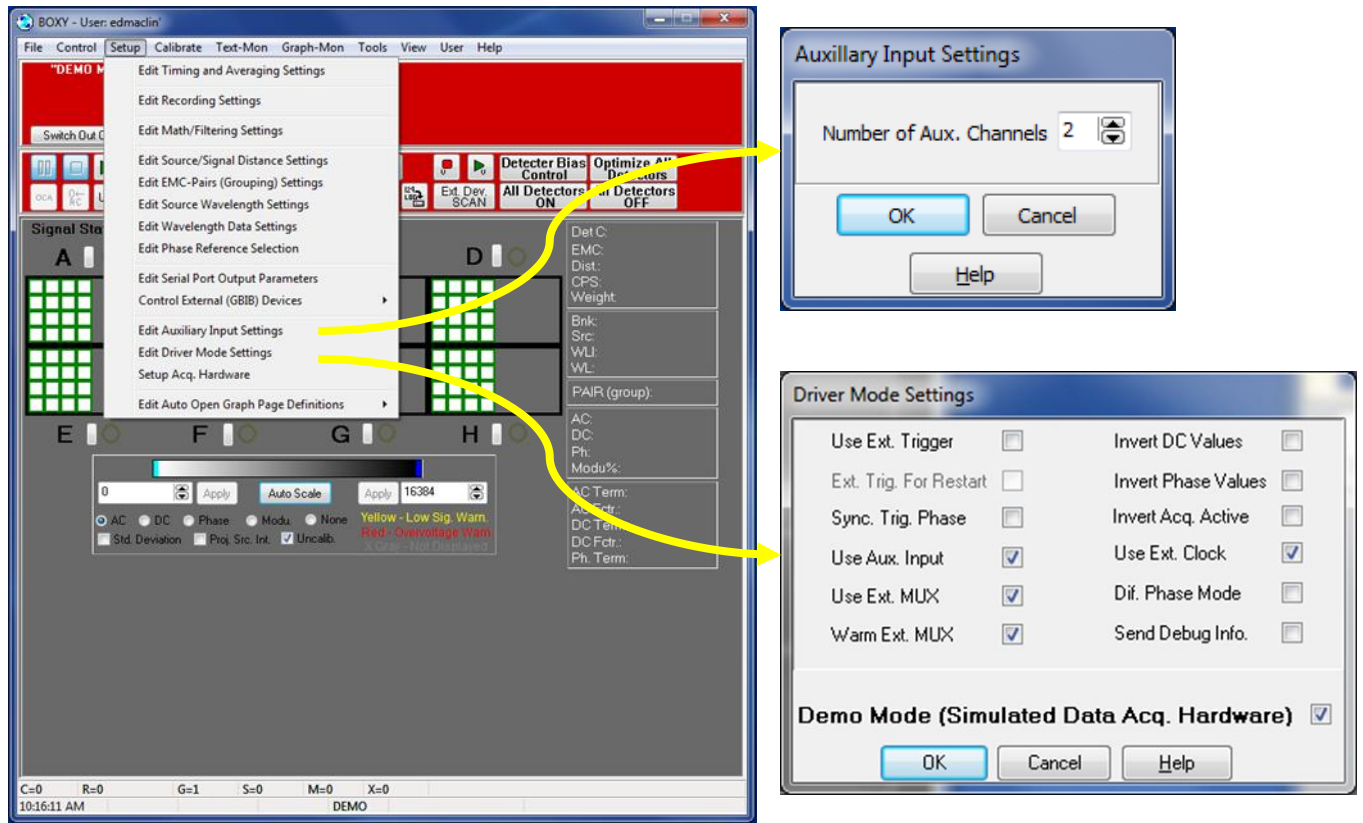 BOXY - User: edmaclin'
File Control Setup Calibrate Text-Mon Graph-Mon Tools View User Help
"DEMO M
Switch Out C
Edit Timing and Averaging Settings
Edit Recording Settings
Edit Math/Filtering Settings
Edit Source/Signal Distance Settings
Edit EMC-Pairs (Grouping) Settings
Edit Source Wavelength Settings
Edit Wavelength Data Settings
Edit Phase Reference Selection
Edit Serial Port Output Parameters
Control External (GBIB) Devices
Edit Auxiliary Input Settings
Edit Driver Mode Settings
Setup Acq. Hardware
Edit Auto Open Graph Page Definitions
Detecter Bias Control
Optimize All Detectors
OCA
Ext. Dev. SCAN
All Detectors ON
All Detectors OFF
Signal Sta
A
D
E F G H
0
Apply
Auto Scale
Apply
16384
AC DC Phase Modu. None
Yellow - Low Sig. Warn.
Std. Deviation Proj. Src. Int. Uncalib.
Red - Overvoltage Warn
X Gray - Not Displayed
Det C:
EMC:
Dist.:
CPS:
Weight:
Bnk:
Src:
WLI:
WL:
PAIR (group):
AC:
DC:
Ph:
Modu%:
AC Term:
AC Fctr.:
DC Term:
DC Fctr.:
Ph. Term:
C=0 R=0 G=1 S=0 M=0 X=0
10:16:11 AM DEMO
Auxillary Input Settings
Number of Aux. Channels 2
OK Cancel
Help
Driver Mode Settings
Use Ext. Trigger
Invert DC Values
Ext. Trig. For Restart
Invert Phase Values
Sync. Trig. Phase
Invert Acq. Active
Use Aux. Input
Use Ext. Clock
Use Ext. MUX
Dif. Phase Mode
Warm Ext. MUX
Send Debug Info.
Demo Mode (Simulated Data Acq. Hardware)
OK Cancel Help